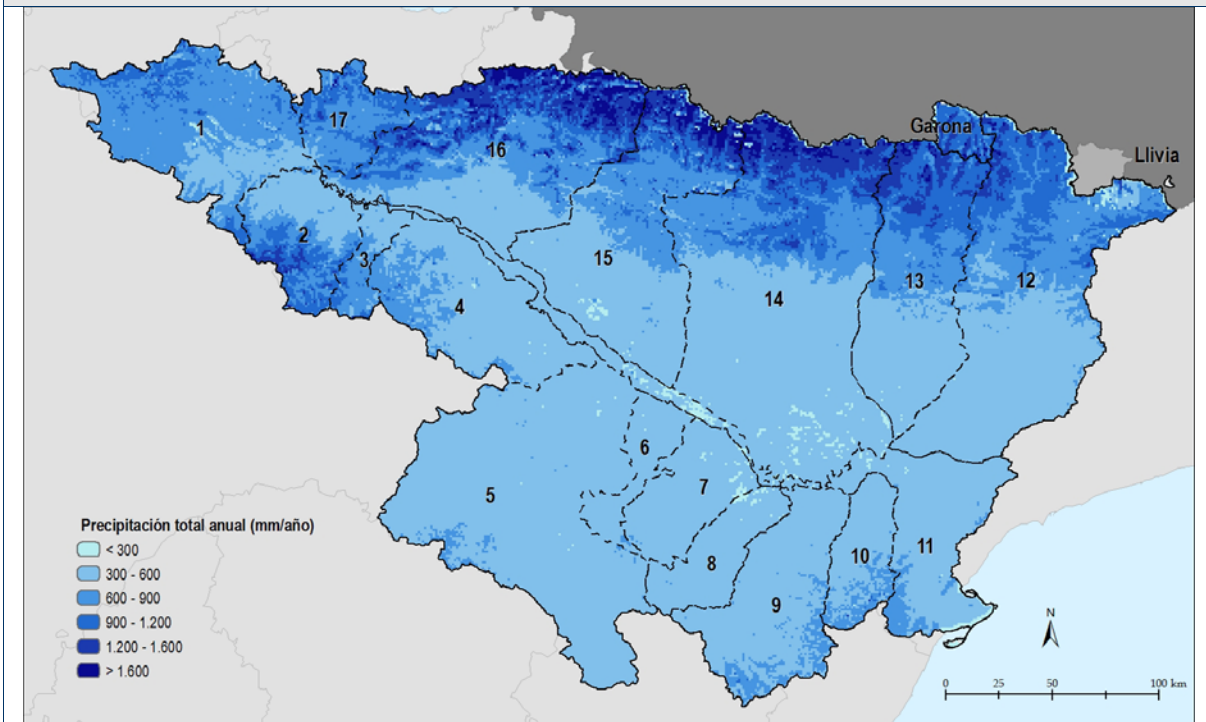 Garona
Llivia
1
17
16
2
3
4
15
14
13
12
5
6
7
8
9
10
11
Precipitación total anual (mm/año)
< 300
300 - 600
600 - 900
900 - 1.200
1.200 - 1.600
> 1.600
N
0 25 50 100 km